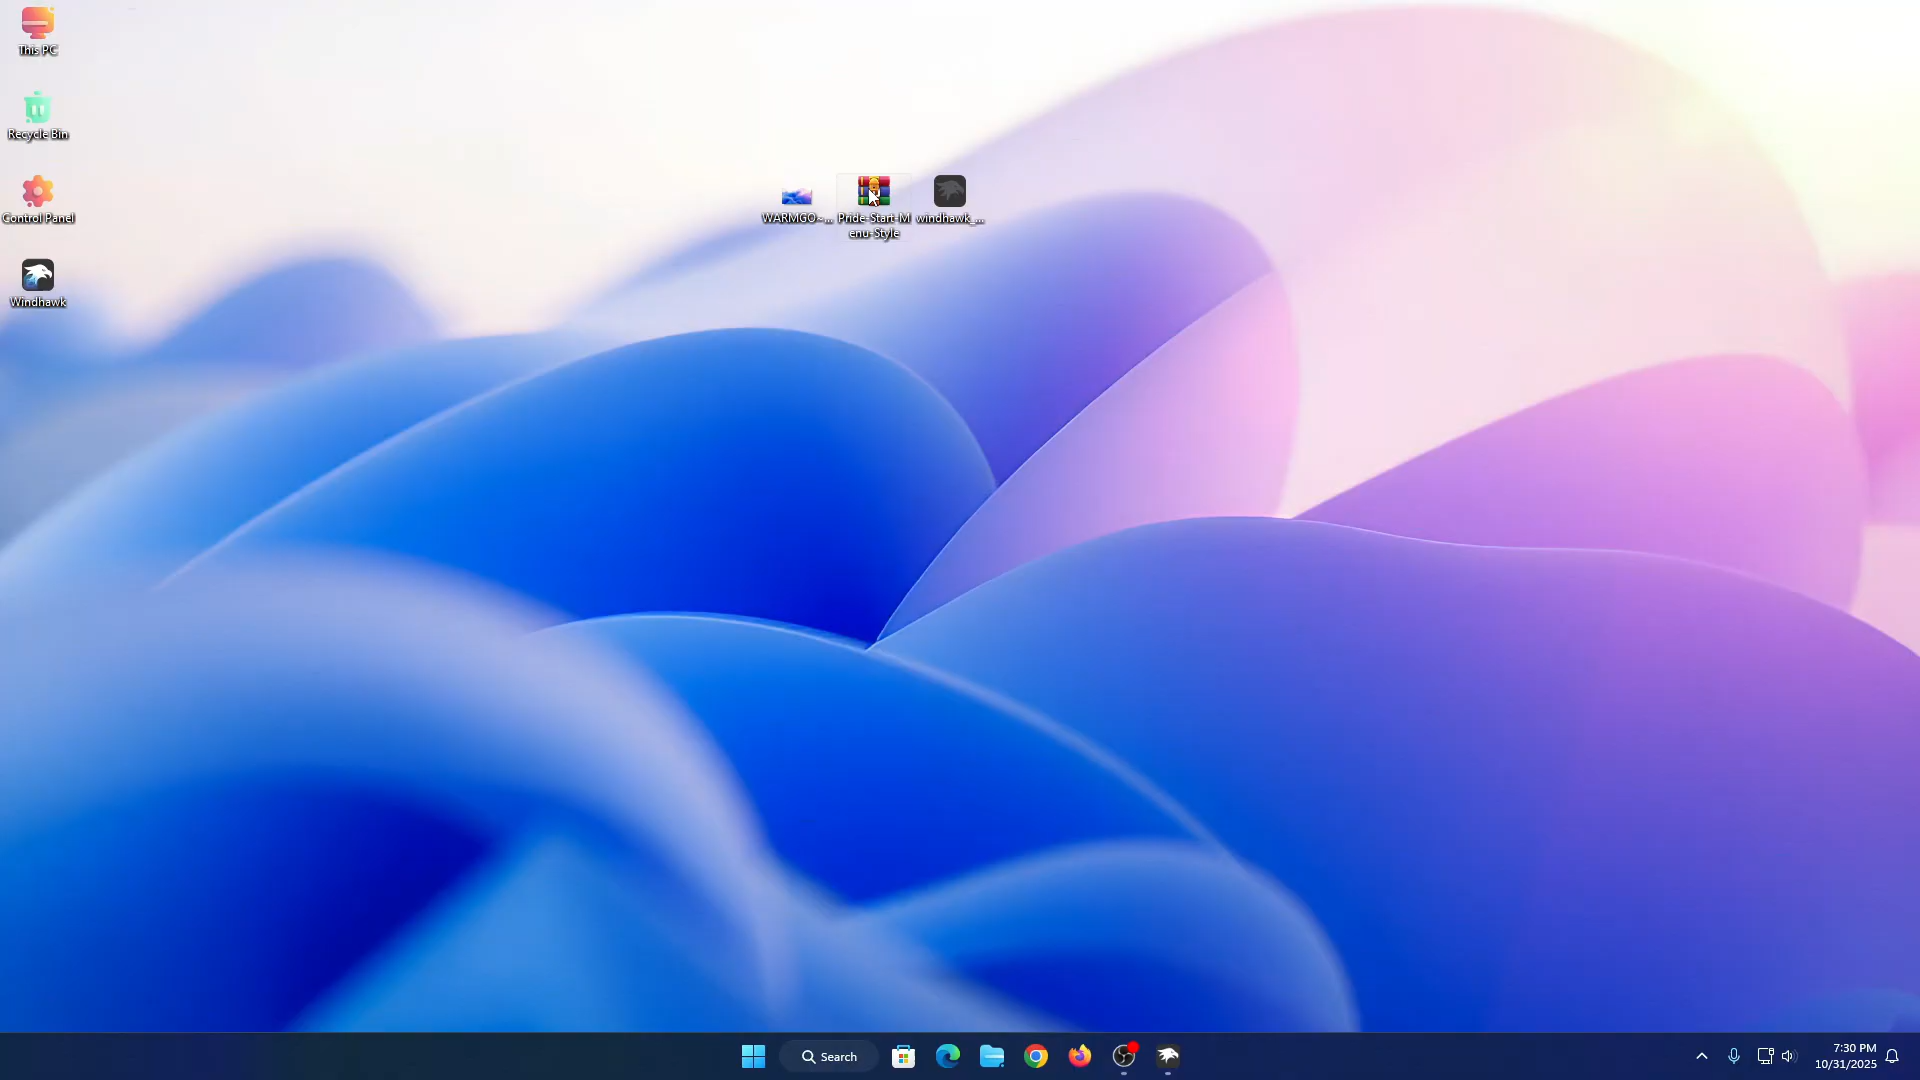 This PC
Recycle Bin
Control Panel
Windhawk
WARMGO~...
Pride-Start-M
enu-Style
windhawk_...
Search
7:30 PM
10/31/2025